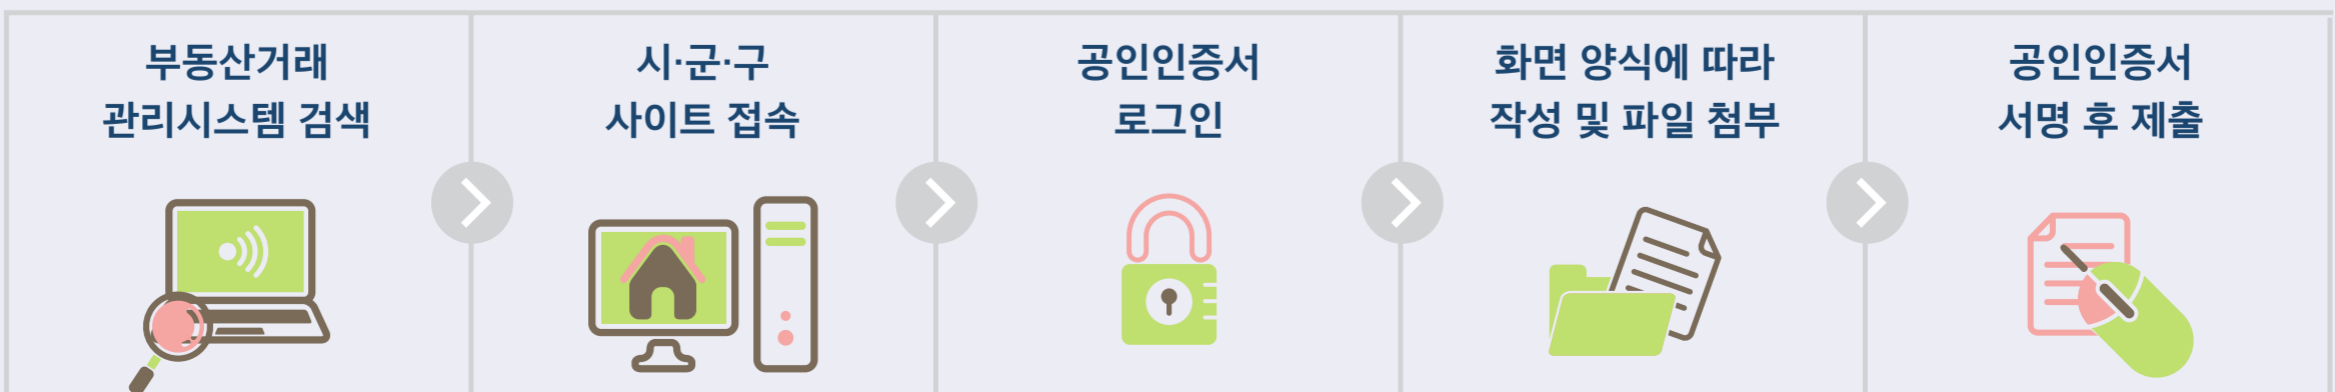 부동산거래
관리시스템 검색
시·군·구
사이트 접속
공인인증서
로그인
화면 양식에 따라
작성 및 파일 첨부
공인인증서
서명 후 제출